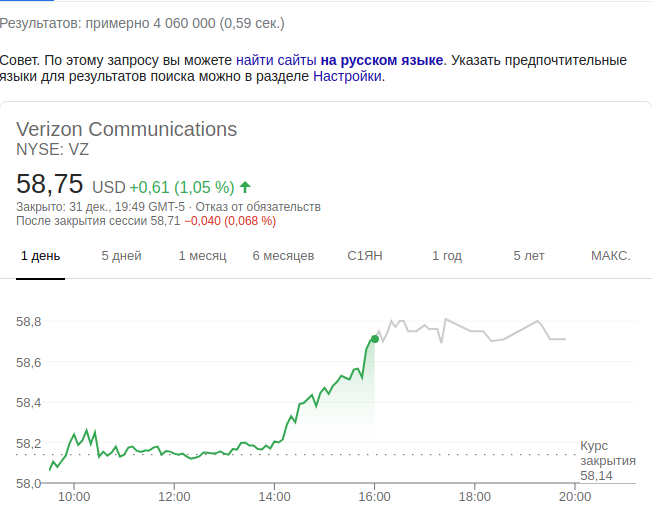 Результатов: примерно 4 060 000 (0,59 сек.)
Совет. По этому запросу вы можете найти сайты на русском языке. Указать предпочтительные
языки для результатов поиска можно в разделе Настройки.
Verizon Communications
NYSE: VZ
58,75 USD +0,61 (1,05 %)
Закрыто: 31 дек., 19:49 GMT-5 · Отказ от обязательств
После закрытия сессии 58,71 −0,040 (0,068 %)
1 день 5 дней 1 месяц 6 месяцев С1ЯН 1 год 5 лет МАКС.
58,8
58,6
58,4
58,2
58,0
Курс
закрытия
58,14
10:00 12:00 14:00 16:00 18:00 20:00